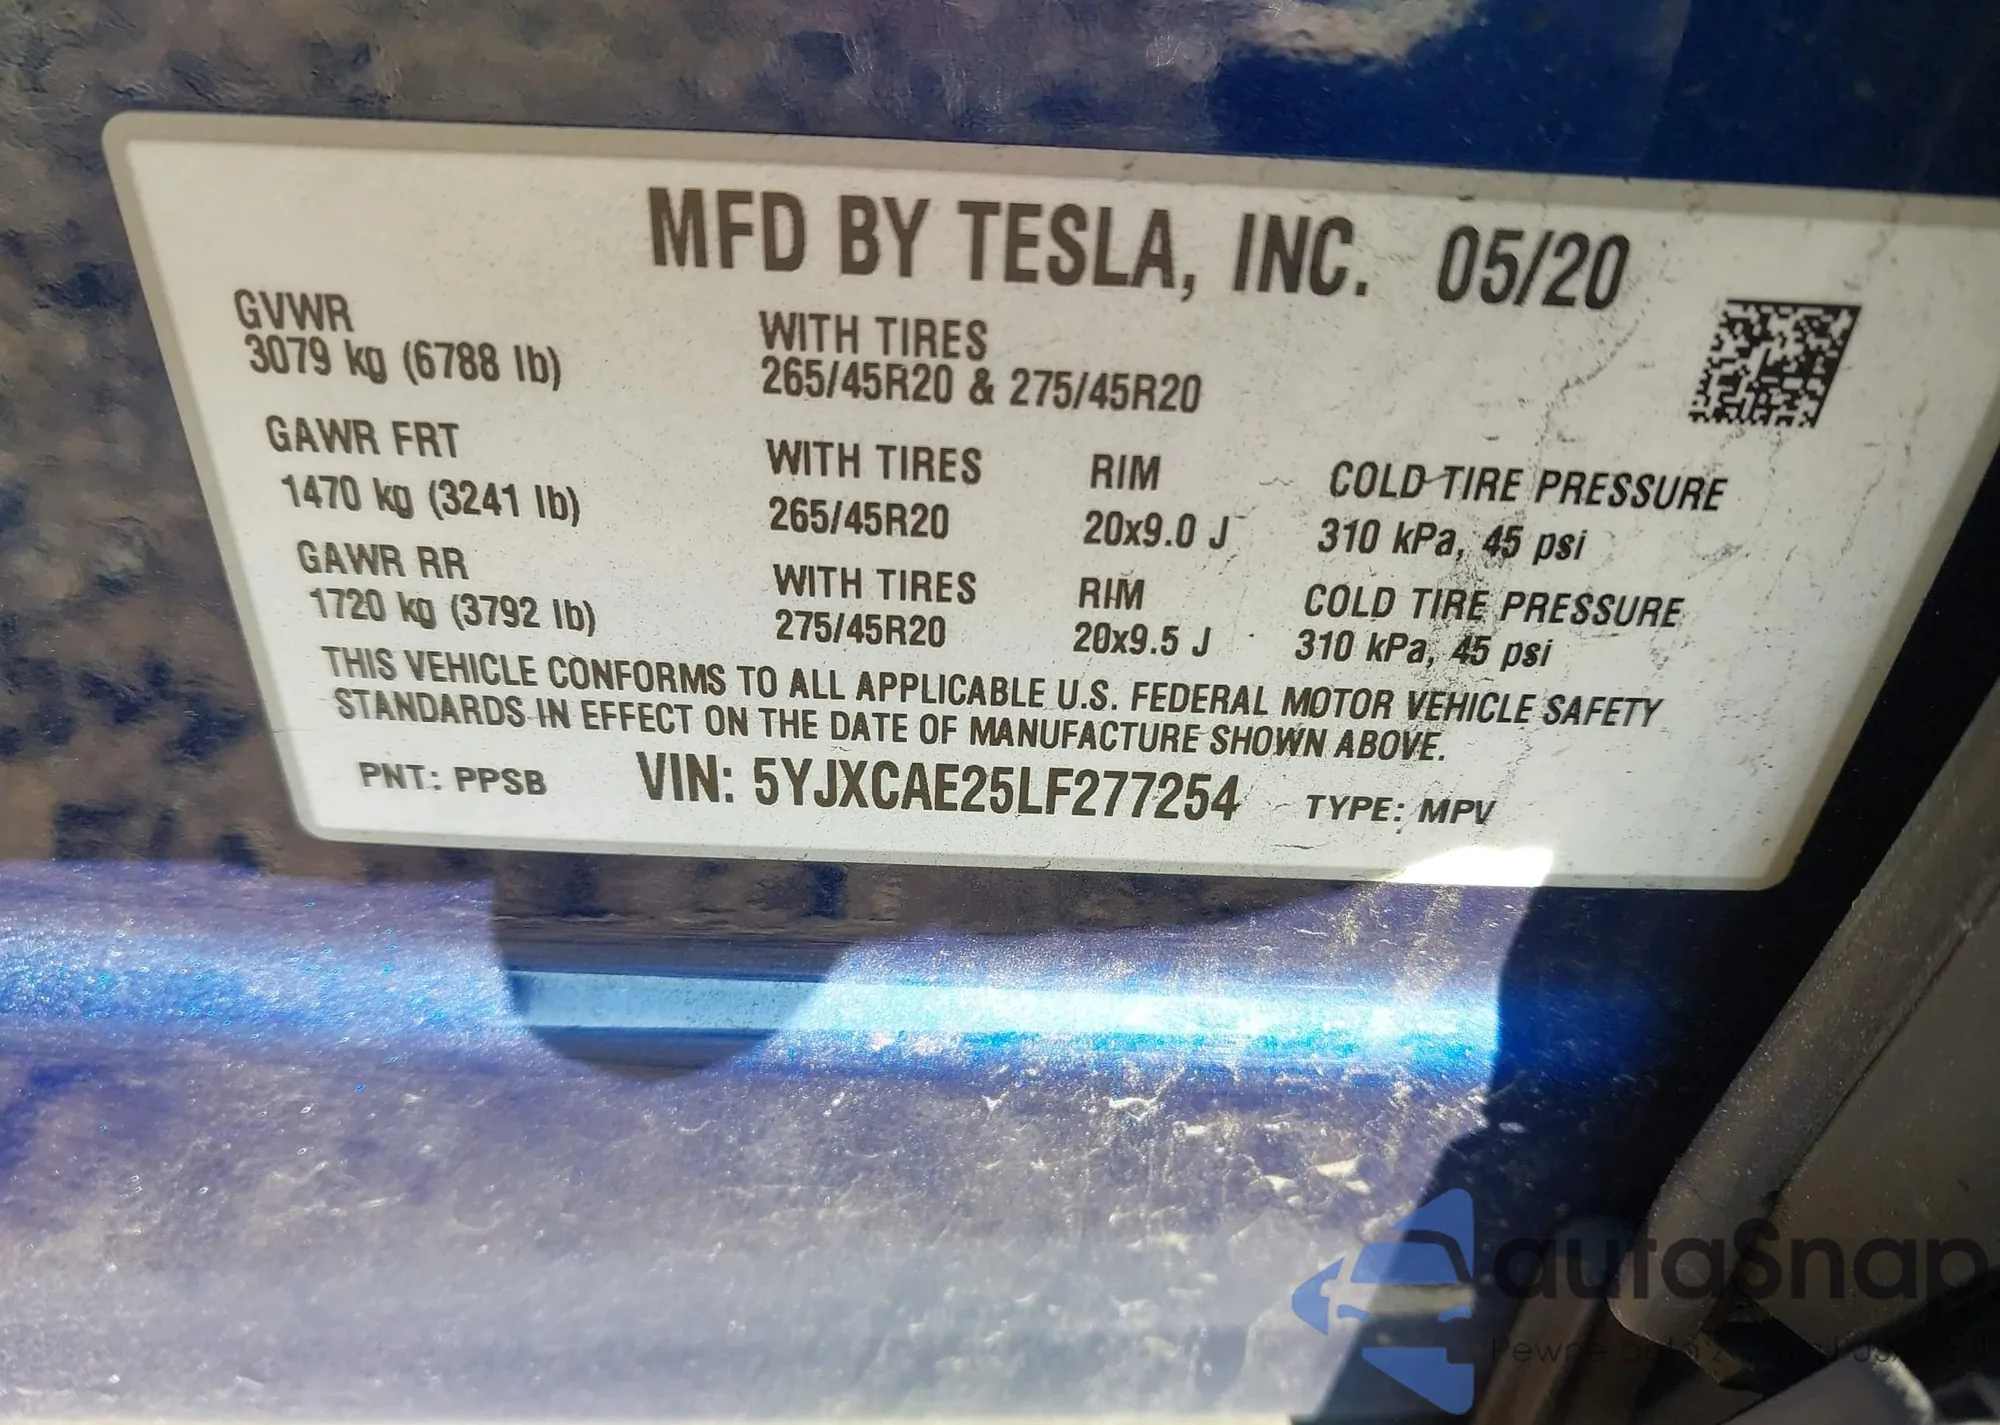 MFD BY TESLA, INC. 05/20
GVWR WITH TIRES
3079 kg (6788 lb) 265/45R20 & 275/45R20
GAWR FRT WITH TIRES RIM COLD TIRE PRESSURE
1470 kg (3241 lb) 265/45R20 20x9.0 J 310 kPa, 45 psi
GAWR RR WITH TIRES RIM COLD TIRE PRESSURE
1720 kg (3792 lb) 275/45R20 20x9.5 J 310 kPa, 45 psi
THIS VEHICLE CONFORMS TO ALL APPLICABLE U.S. FEDERAL MOTOR VEHICLE SAFETY
STANDARDS IN EFFECT ON THE DATE OF MANUFACTURE SHOWN ABOVE.
PNT: PPSB VIN: 5YJXCAE25LF277254 TYPE: MPV
autaSnap
Pewne auta z